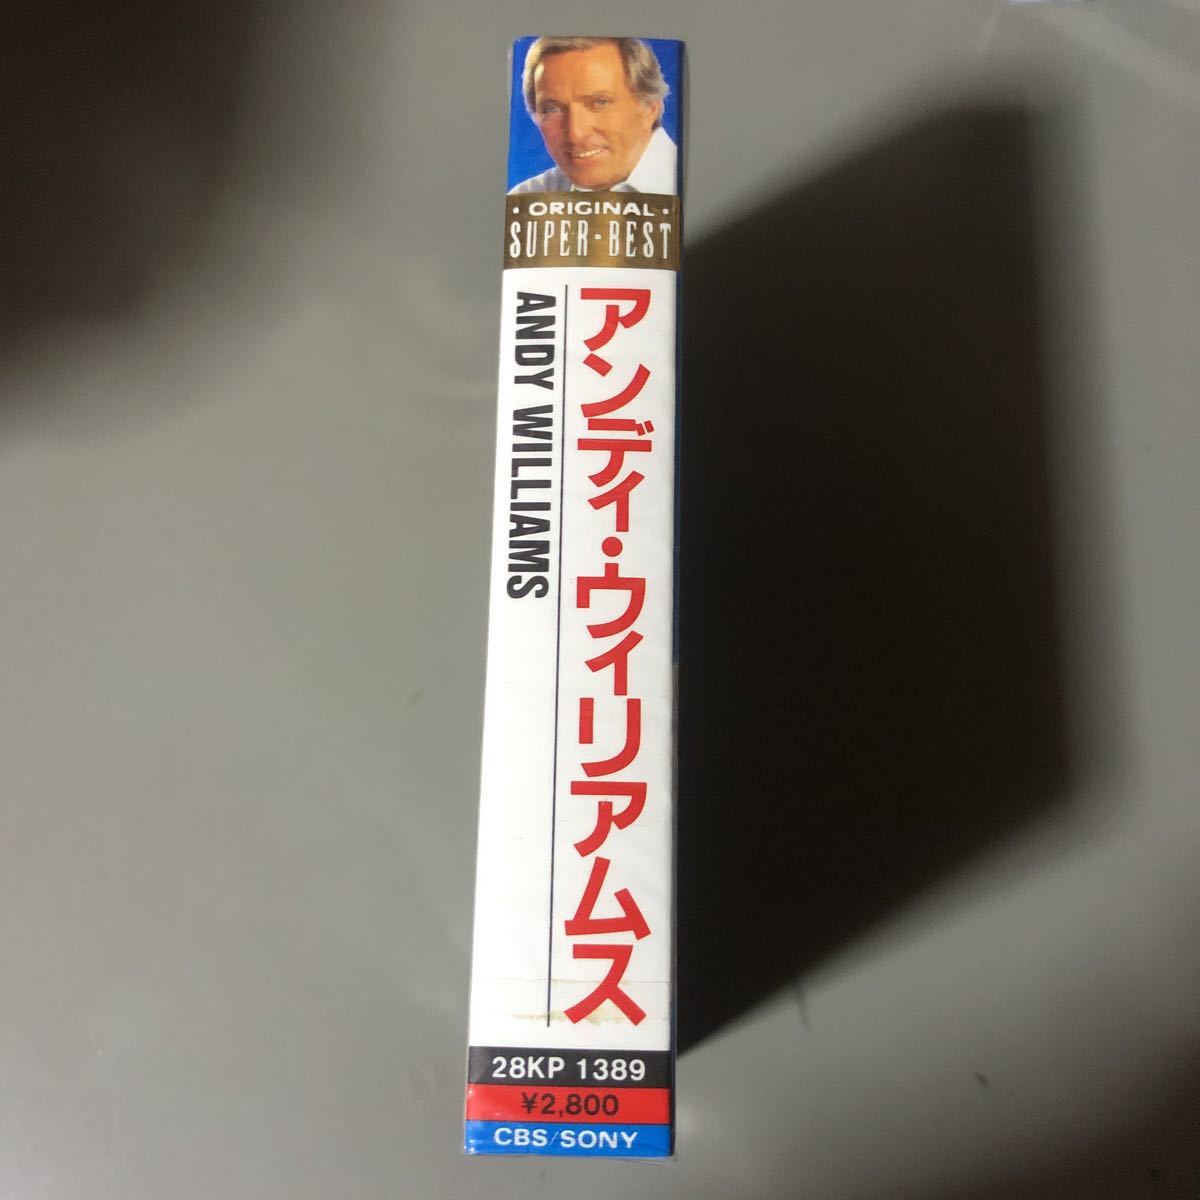 ・ORIGINAL・
SUPER-BEST
アンディ・ウィリアムス
ANDY WILLIAMS
28KP 1389
¥2,800
CBS/SONY